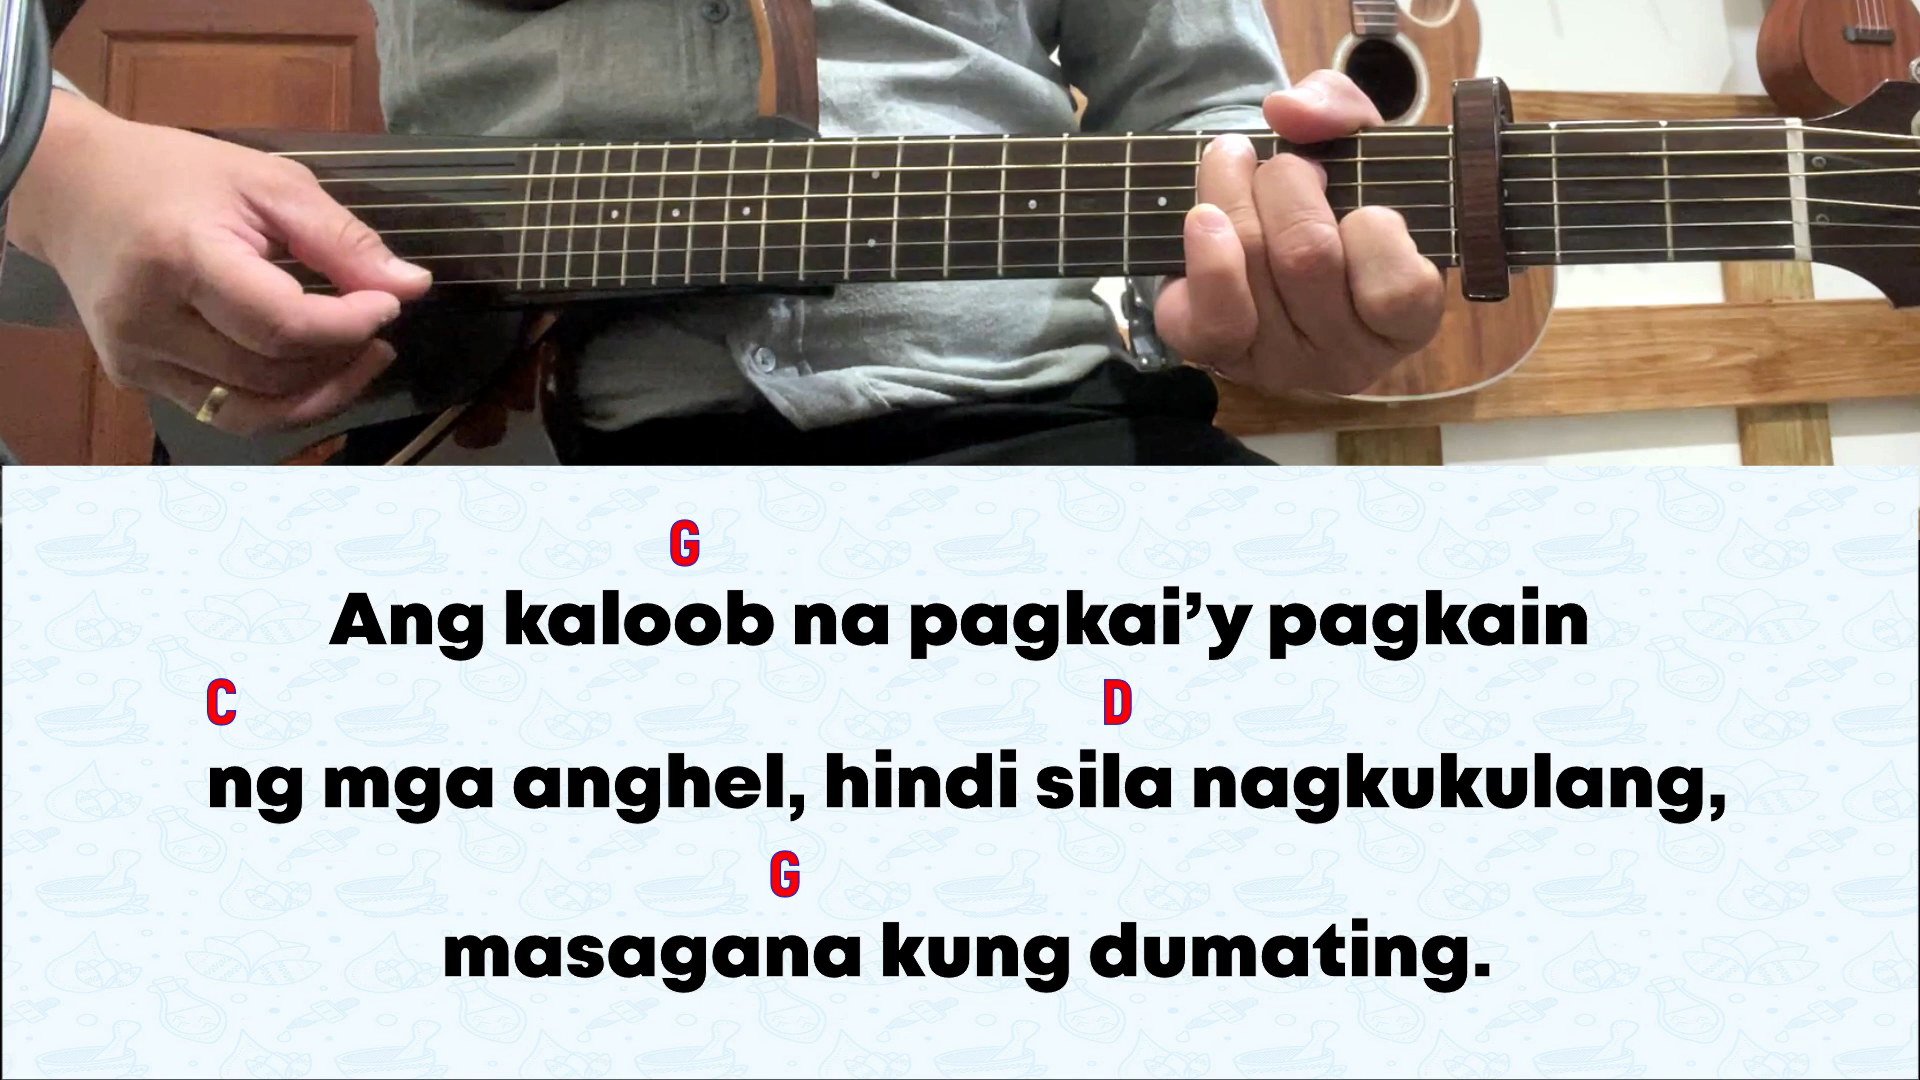 G
Ang kaloob na pagkai’y pagkain
C D
ng mga anghel, hindi sila nagkukulang,
G
masagana kung dumating.